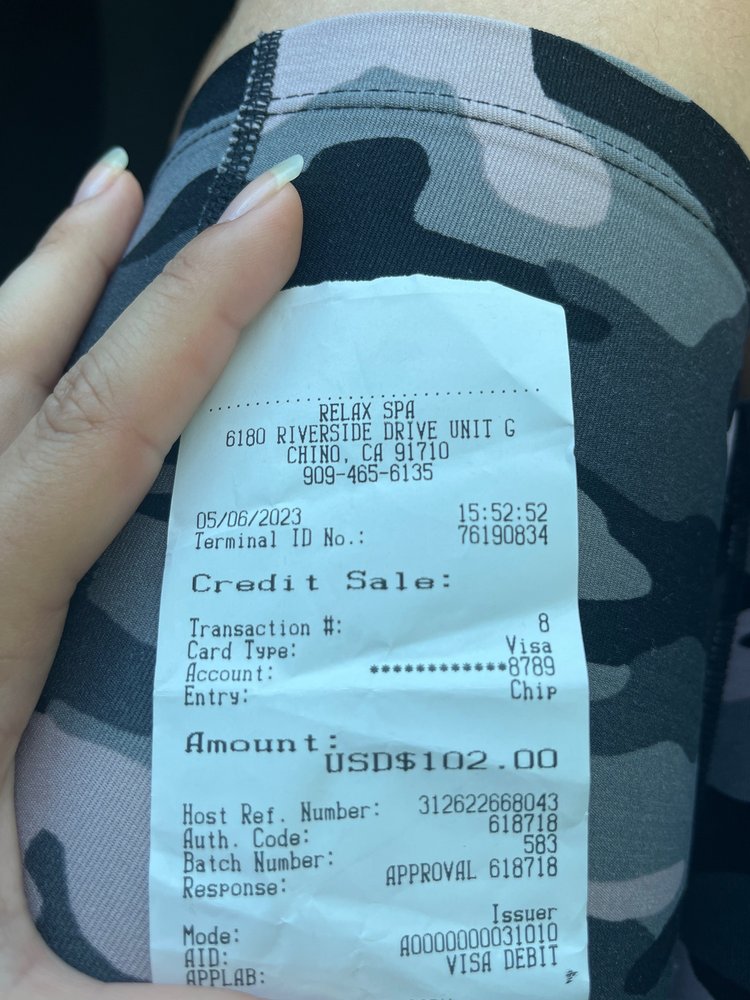 RELAX SPA
6180 RIVERSIDE DRIVE UNIT G
CHINO, CA 91710
909-465-6135
05/06/2023 15:52:52
Terminal ID No.: 76190834
Credit Sale:
Transaction #: 8
Card Type: Visa
Account: ************8789
Entry: Chip
Amount:
USD$102.00
Host Ref. Number: 312622668043
Auth. Code: 618718
Batch Number: 583
Response: APPROVAL 618718
Mode: Issuer
AID: A0000000031010
APPLAB: VISA DEBIT